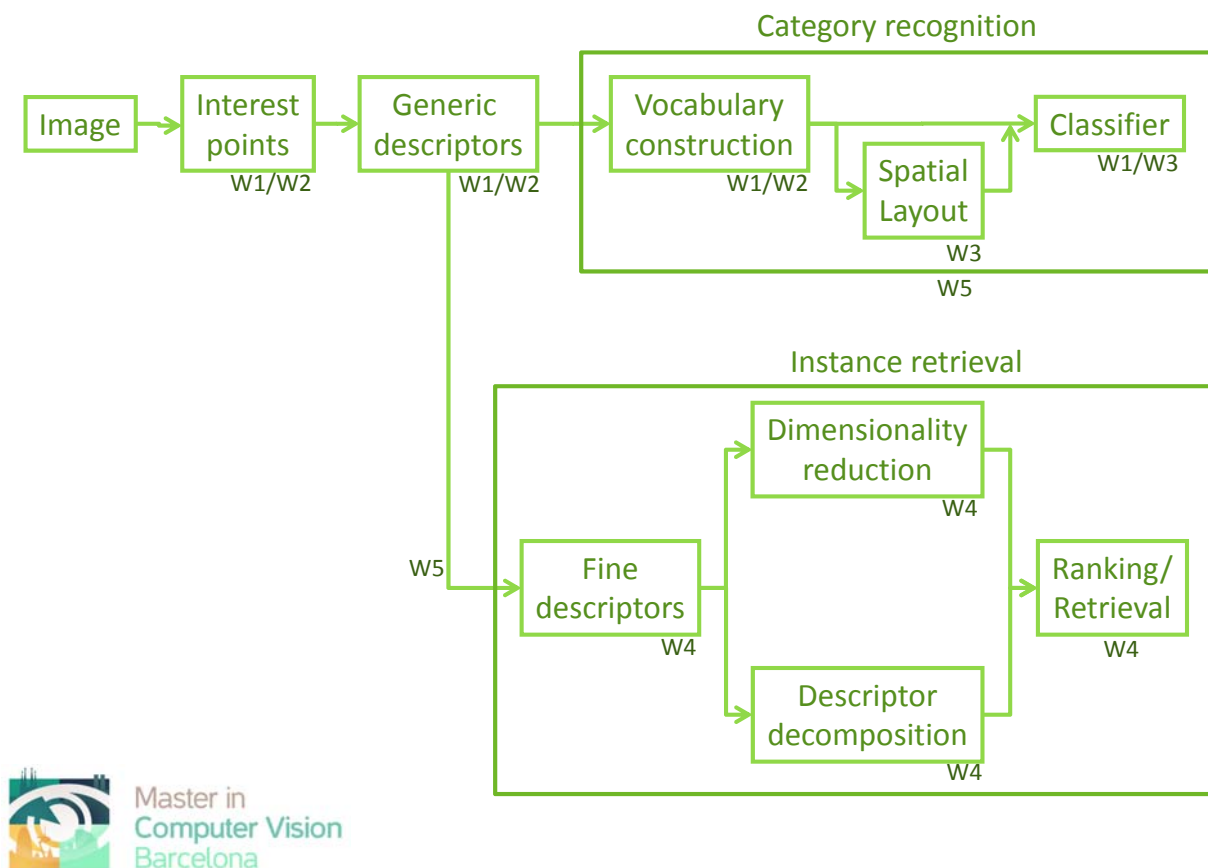 Category recognition
Image
Interest
points
W1/W2
Generic
descriptors
W1/W2
Vocabulary
construction
W1/W2
Spatial
Layout
W3
Classifier
W1/W3
W5
Instance retrieval
W5
Fine
descriptors
W4
Dimensionality
reduction
W4
Descriptor
decomposition
W4
Ranking/
Retrieval
W4
Master in
Computer Vision
Barcelona